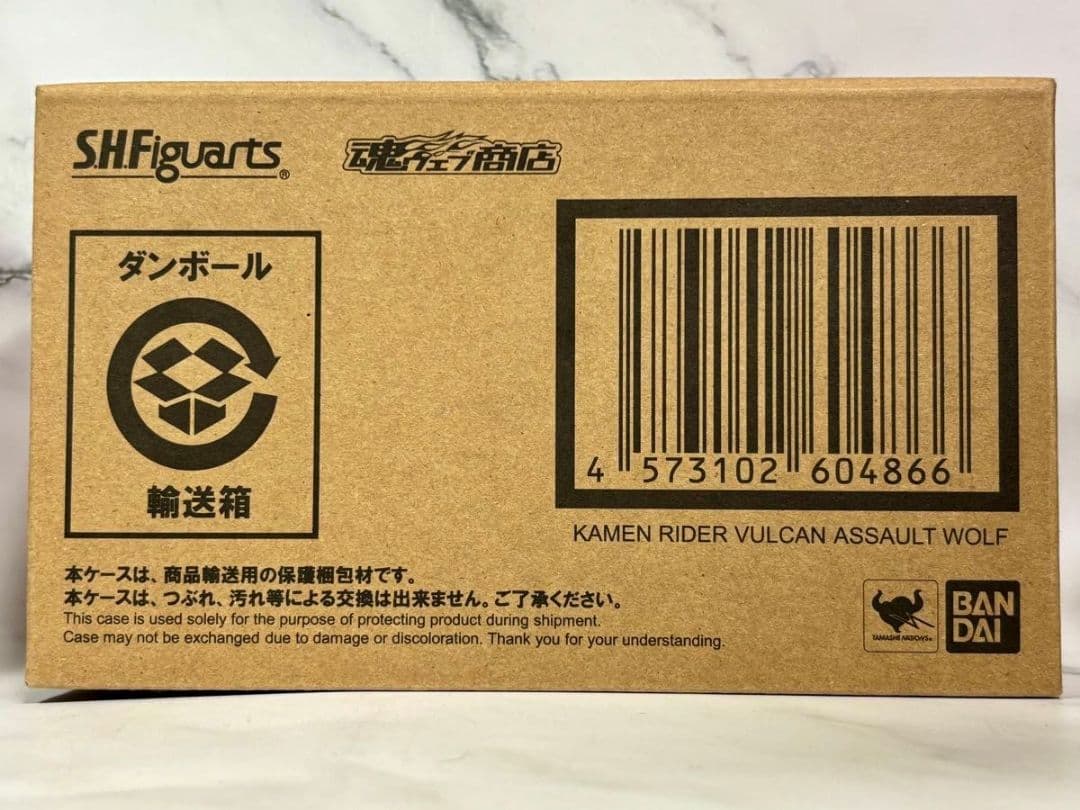 S.H.Figuarts®
魂ウェブ商店
ダンボール
輸送箱
4 573102 604866
KAMEN RIDER VULCAN ASSAULT WOLF
本ケースは、商品輸送用の保護梱包材です。
本ケースは、つぶれ、汚れ等による交換は出来ません。ご了承ください。
This case is used solely for the purpose of protecting product during shipment.
Case may not be exchanged due to damage or discoloration. Thank you for your understanding.
TAMASHII NATIONS®
BAN
DAI